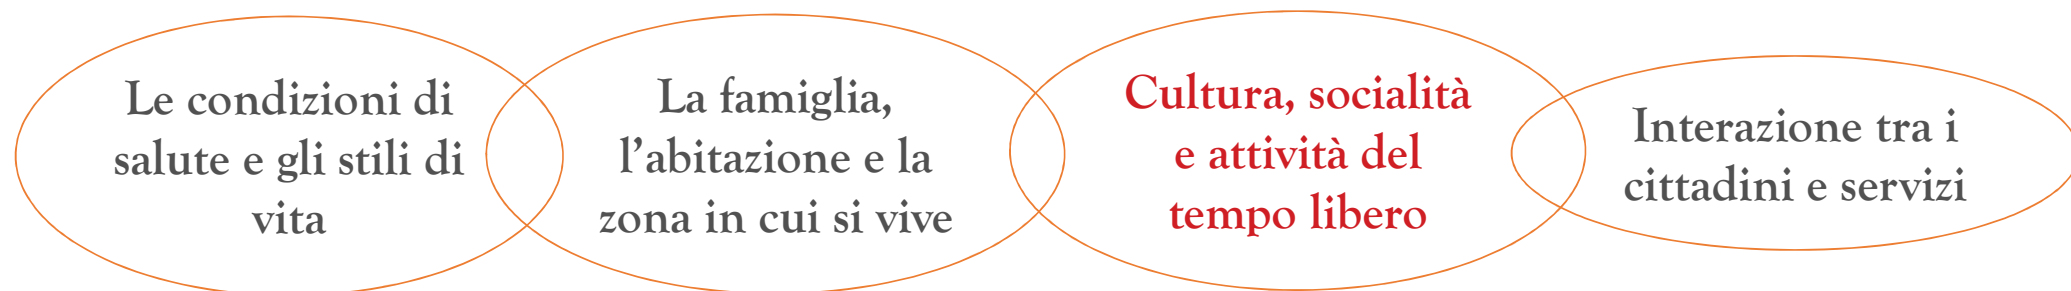 Le condizioni di
salute e gli stili di
vita
La famiglia,
l’abitazione e la
zona in cui si vive
Cultura, socialità
e attività del
tempo libero
Interazione tra i
cittadini e servizi